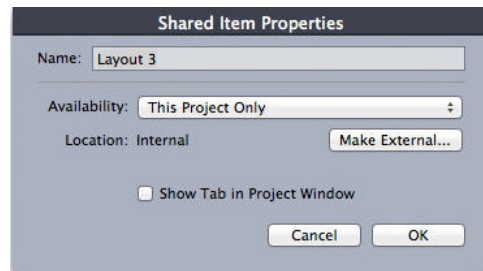 Shared Item Properties
Name: Layout 3
Availability: This Project Only
Location: Internal Make External...
Show Tab in Project Window
Cancel OK